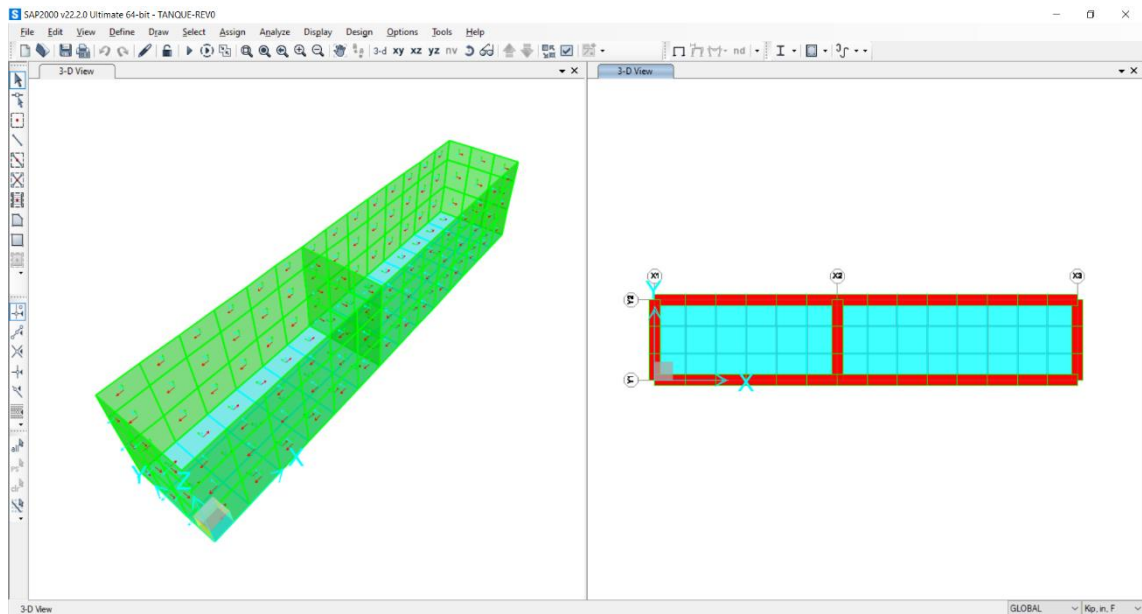 SAP2000 v22.2.0 Ultimate 64-bit - TANQUE-REV0
File Edit View Define Draw Select Assign Analyze Display Design Options Tools Help
3-d xy xz yz nv nd
3-D View
3-D View
X1 X2 X3
Y2
Y
Y1
X
X
Y Z
all
3-D View
GLOBAL
Kip, in, F